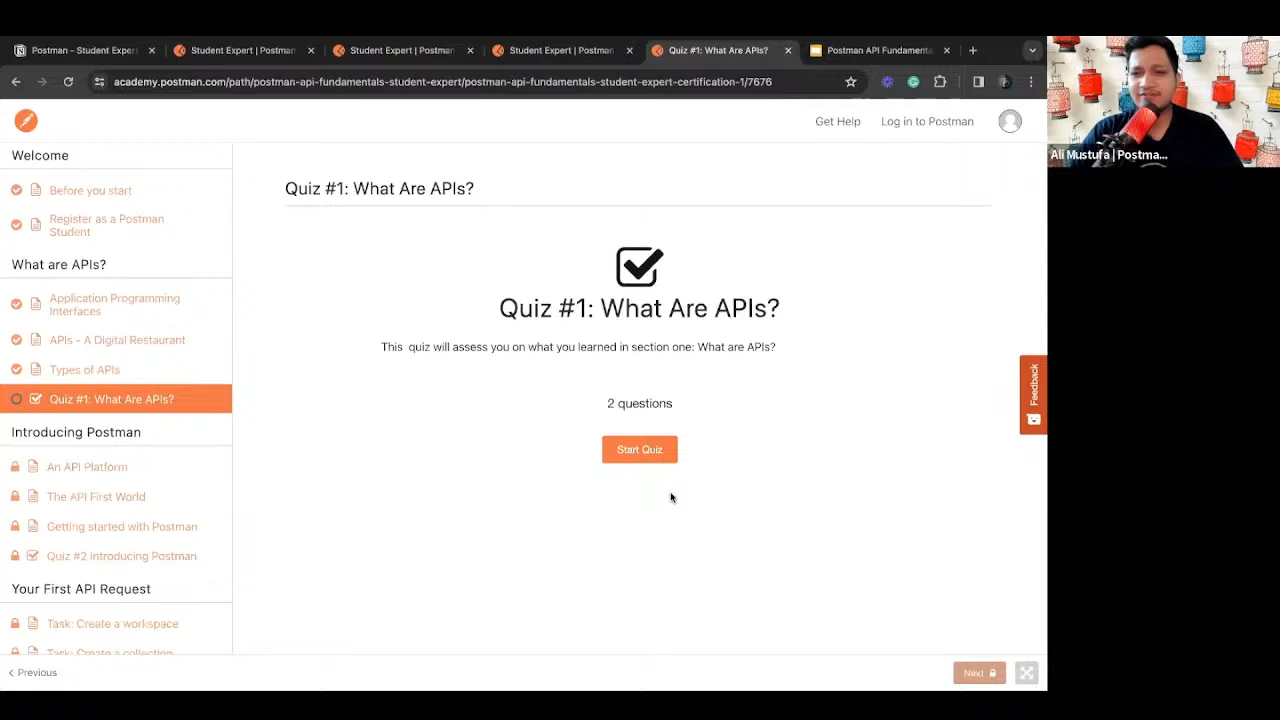 Postman - Student Exper
Student Expert | Postman
Student Expert | Postman
Student Expert | Postman
Quiz #1: What Are APIs?
Postman API Fundamenta
academy.postman.com/path/postman-api-fundamentals-student-expert/postman-api-fundamentals-student-expert-certification-1/7676
Get Help
Log in to Postman
Ali Mustufa | Postma...
Welcome
Before you start
Register as a Postman
Student
What are APIs?
Application Programming
Interfaces
APIs - A Digital Restaurant
Types of APIs
Quiz #1: What Are APIs?
Introducing Postman
An API Platform
The API First World
Getting started with Postman
Quiz #2 Introducing Postman
Your First API Request
Task: Create a workspace
Task: Create a collection
Quiz #1: What Are APIs?
Quiz #1: What Are APIs?
This quiz will assess you on what you learned in section one: What are APIs?
2 questions
Start Quiz
Feedback
Previous
Next